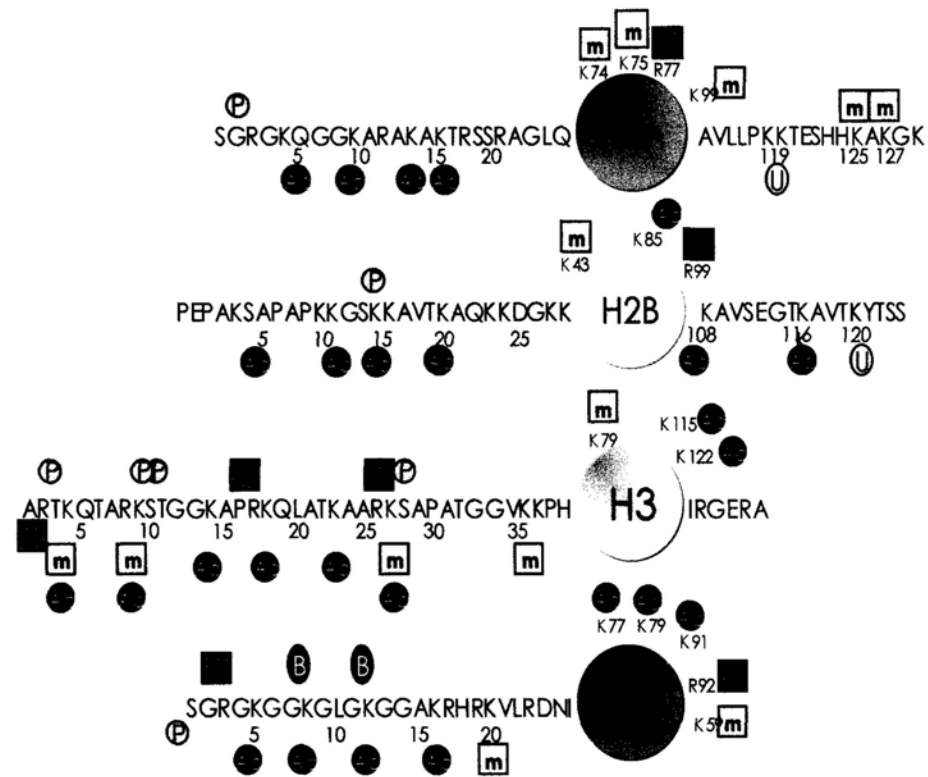 m m
K74 K75 R77
K99 m
P m m
SGRGKQGGKARAKAKTRSSRAGLQ AVLLPKKTESHHKAKGK
5 10 15 20 119 125 127
U
m K85
K43 R99
P
PEPAKSAPAPKKGSKKAVTKAQKKDGKK H2B KAVSEGTKAVTKYTSS
5 10 15 20 25 108 116 120
U
m K115
K79 K122
P P P P
ARTKQTARKSTGGKAPRKQLATKAARKSAPATGGVKKPH H3 IRGERA
5 10 15 20 25 30 35
m m m m
K77 K79 K91
B B R92
SGRGKGGKGLGKGGAKRHRKVLRDNI K59 m
P 10 20
5 15 m